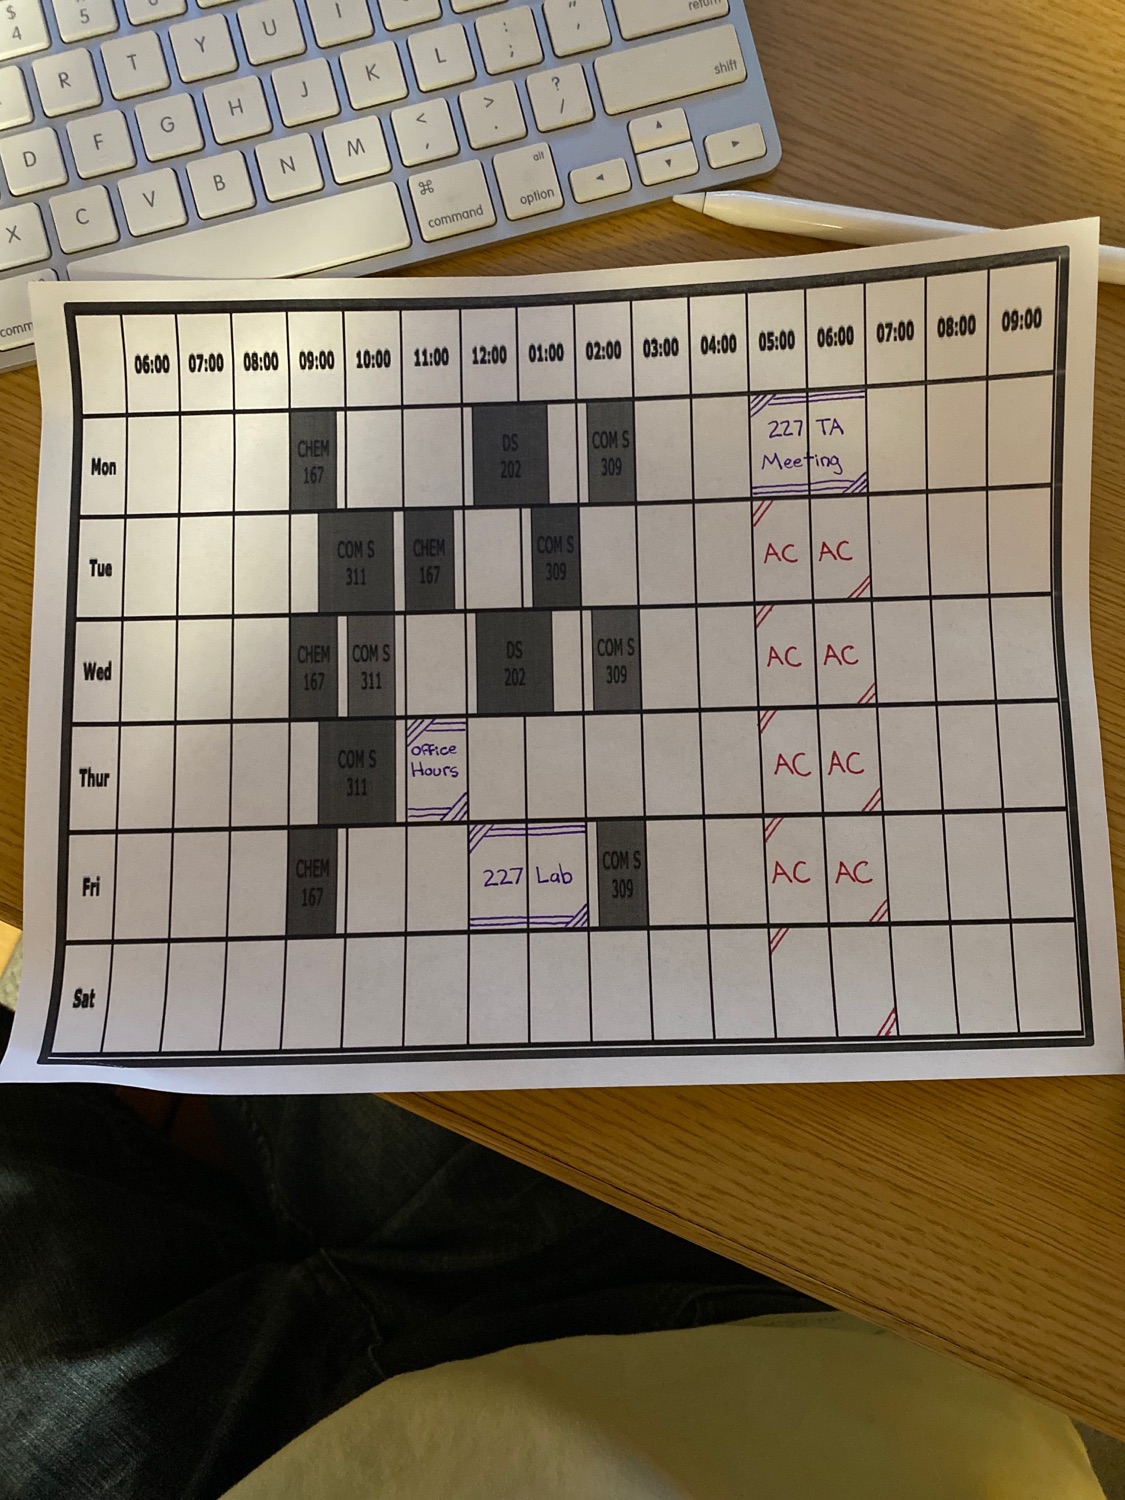 $
4
5
I
return
R
T
Y
U
:
;
"
'
D
F
G
H
J
K
L
shift
X
C
V
B
N
M
<
,
>
.
?
/
⌘
command
alt
option
comm
06:00 07:00 08:00 09:00 10:00 11:00 12:00 01:00 02:00 03:00 04:00 05:00 06:00 07:00 08:00 09:00
Mon
CHEM
167
DS
202
COM S
309
227 TA
Meeting
Tue
COM S
311
CHEM
167
COM S
309
AC AC
Wed
CHEM
167
COM S
311
DS
202
COM S
309
AC AC
Thur
COM S
311
Office
Hours
AC AC
Fri
CHEM
167
227 Lab
COM S
309
AC AC
Sat